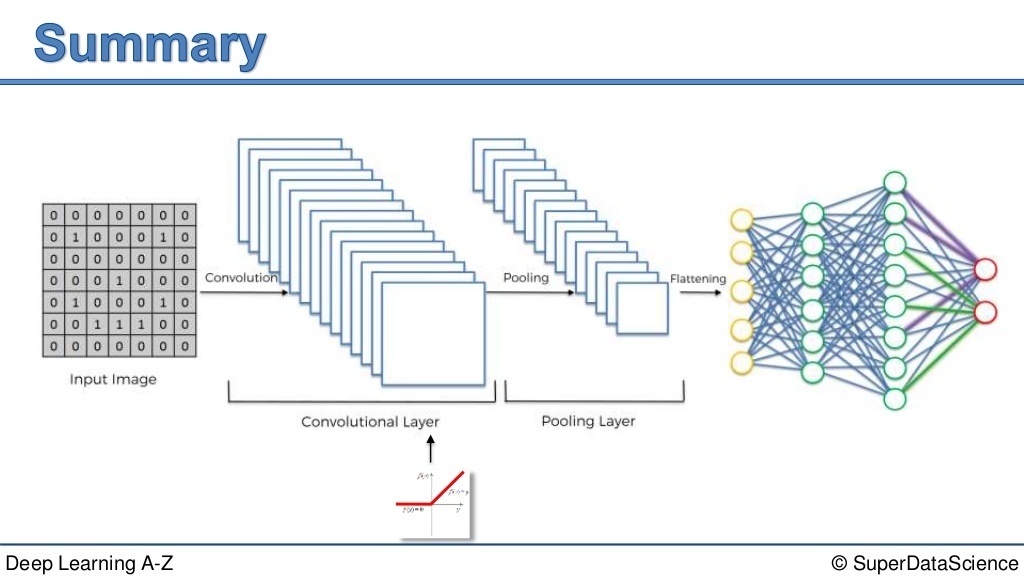 Summary
0 0 0 0 0 0 0
0 1 0 0 0 1 0
0 0 0 0 0 0 0
0 0 0 1 0 0 0
0 1 0 0 0 1 0
0 0 1 1 1 0 0
0 0 0 0 0 0 0
Input Image
Convolution
Pooling
Flattening
Convolutional Layer
Pooling Layer
Deep Learning A-Z
© SuperDataScience